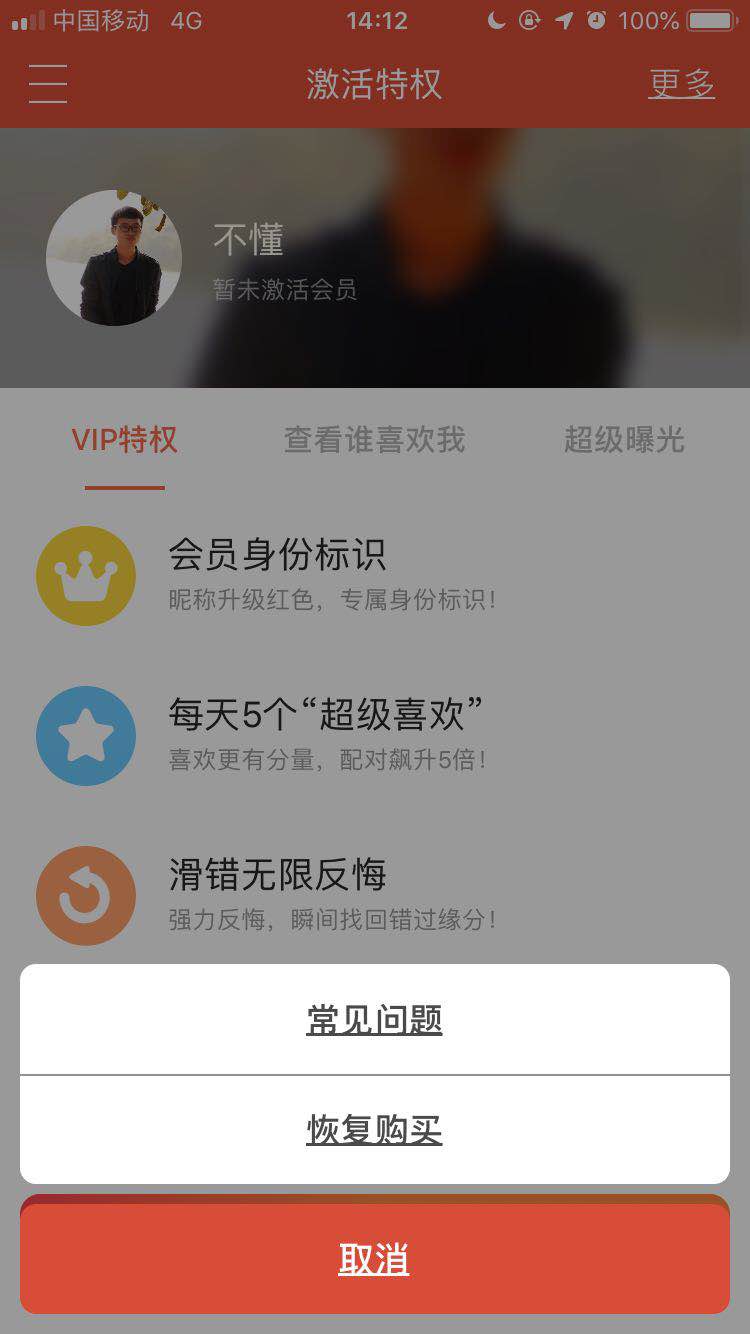 中国移动 4G 14:12 100%
激活特权 更多
不懂
暂未激活会员
VIP特权 查看谁喜欢我 超级曝光
会员身份标识
昵称升级红色，专属身份标识！
每天5个“超级喜欢”
喜欢更有分量，配对飙升5倍！
滑错无限反悔
强力反悔，瞬间找回错过缘分！
常见问题
恢复购买
取消